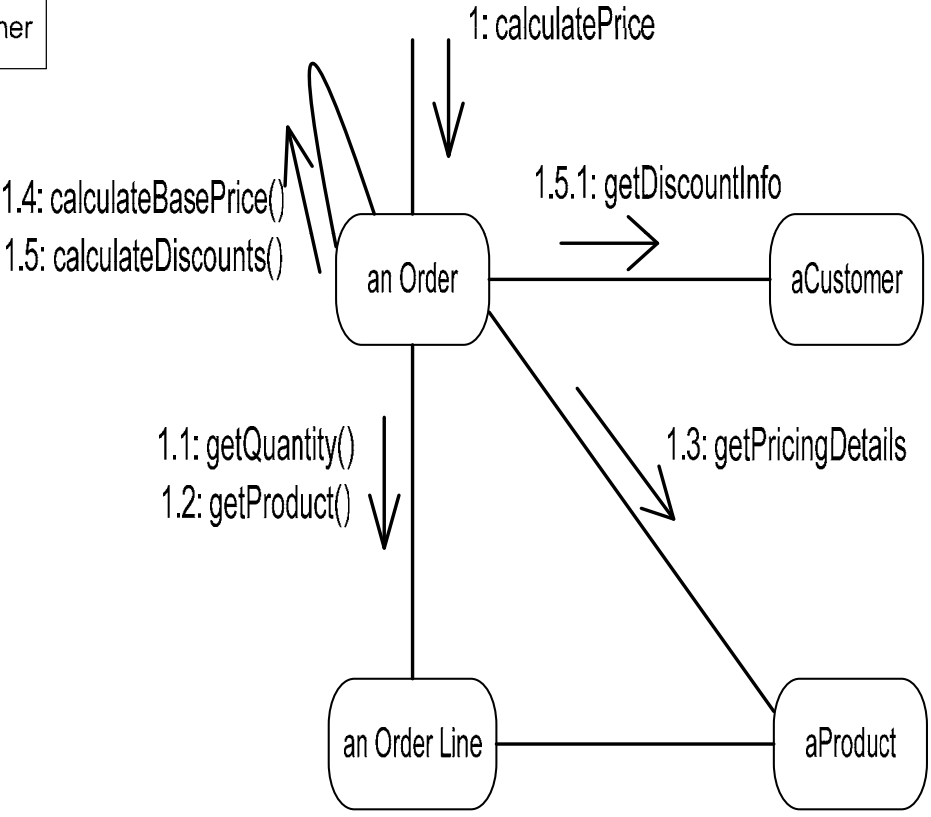 1: calculatePrice
1.5.1: getDiscountInfo
1.4: calculateBasePrice()
1.5: calculateDiscounts()
an Order
aCustomer
1.1: getQuantity()
1.2: getProduct()
1.3: getPricingDetails
an Order Line
aProduct